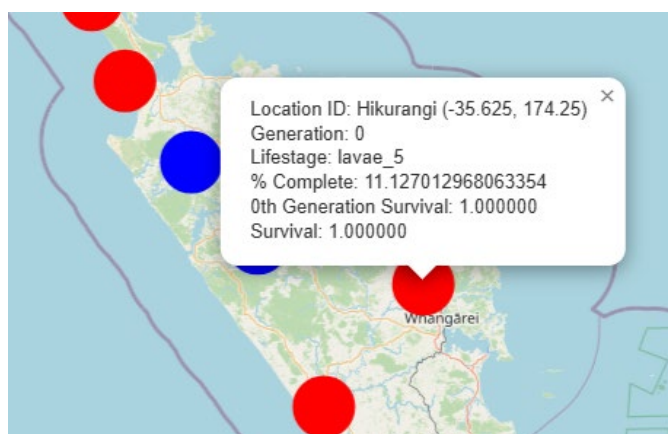 Location ID: Hikurangi (-35.625, 174.25)
Generation: 0
Lifestage: lavae_5
% Complete: 11.127012968063354
0th Generation Survival: 1.000000
Survival: 1.000000
×
Whangārei